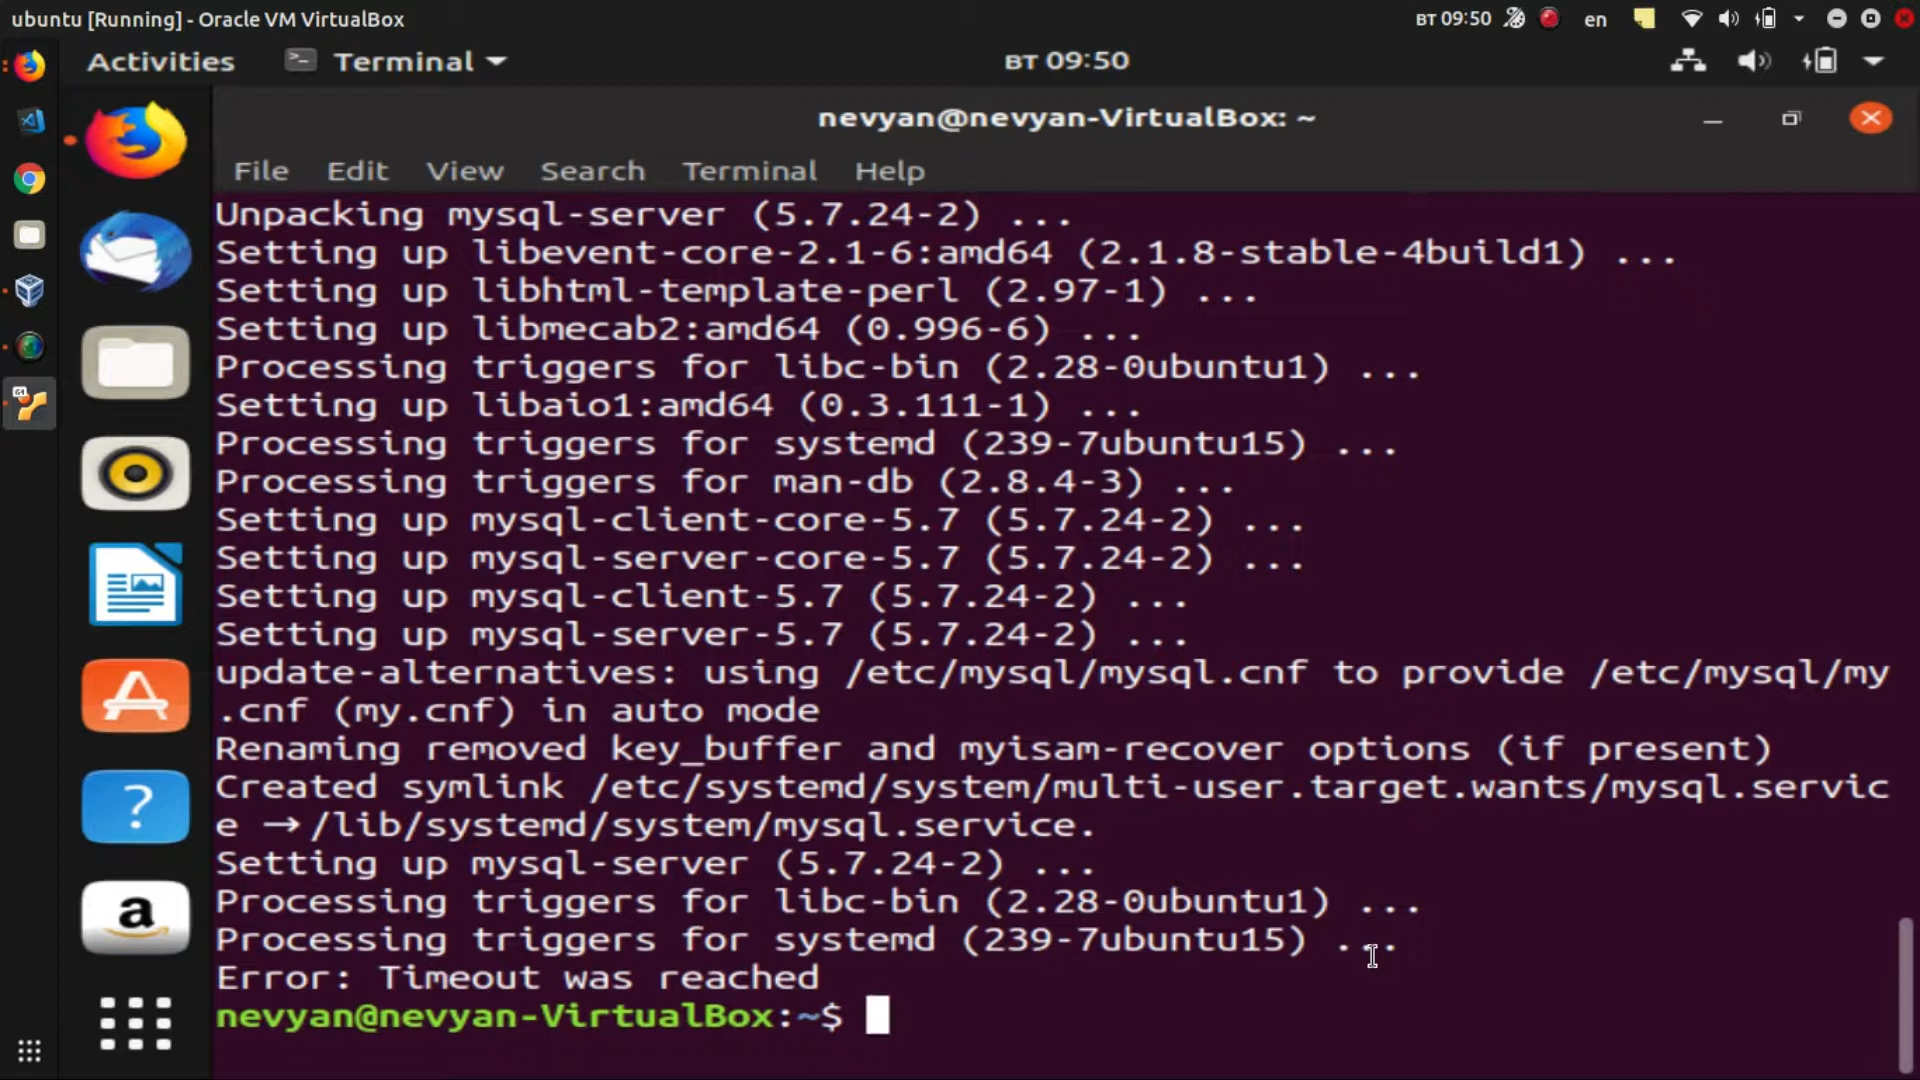 ubuntu [Running] - Oracle VM VirtualBox
вт 09:50
en
Activities
Terminal
вт 09:50
nevyan@nevyan-VirtualBox: ~
File Edit View Search Terminal Help
Unpacking mysql-server (5.7.24-2) ...
Setting up libevent-core-2.1-6:amd64 (2.1.8-stable-4build1) ...
Setting up libhtml-template-perl (2.97-1) ...
Setting up libmecab2:amd64 (0.996-6) ...
Processing triggers for libc-bin (2.28-0ubuntu1) ...
Setting up libaio1:amd64 (0.3.111-1) ...
Processing triggers for systemd (239-7ubuntu15) ...
Processing triggers for man-db (2.8.4-3) ...
Setting up mysql-client-core-5.7 (5.7.24-2) ...
Setting up mysql-server-core-5.7 (5.7.24-2) ...
Setting up mysql-client-5.7 (5.7.24-2) ...
Setting up mysql-server-5.7 (5.7.24-2) ...
update-alternatives: using /etc/mysql/mysql.cnf to provide /etc/mysql/my
.cnf (my.cnf) in auto mode
Renaming removed key_buffer and myisam-recover options (if present)
Created symlink /etc/systemd/system/multi-user.target.wants/mysql.servic
e → /lib/systemd/system/mysql.service.
Setting up mysql-server (5.7.24-2) ...
Processing triggers for libc-bin (2.28-0ubuntu1) ...
Processing triggers for systemd (239-7ubuntu15) ...
Error: Timeout was reached
nevyan@nevyan-VirtualBox:~$